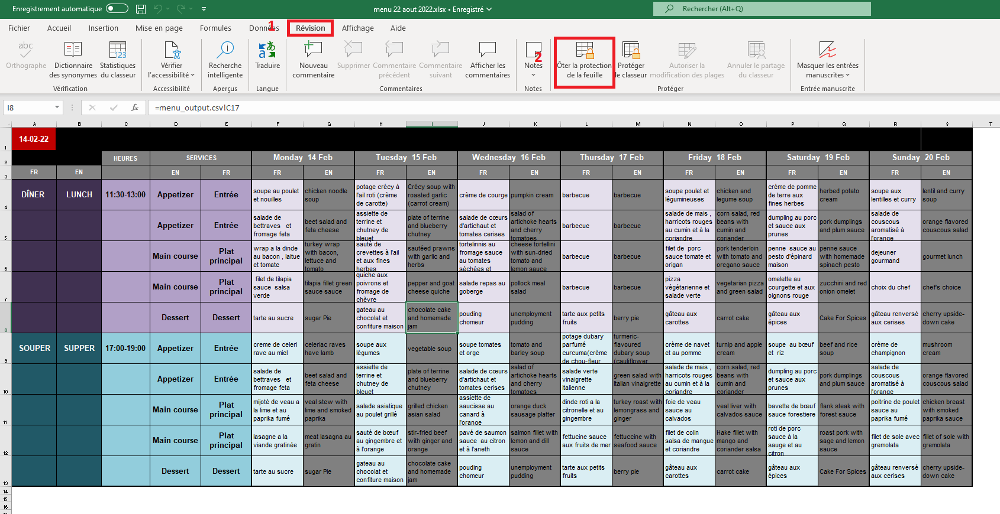 Enregistrement automatique
menu 22 aout 2022.xlsx • Enregistré
Rechercher (Alt+Q)
Fichier Accueil Insertion Mise en page Formules Données 1 Révision Affichage Aide
abc
Orthographe
Dictionnaire des synonymes
123
Statistiques du classeur
Vérifier l'accessibilité
Recherche intelligente
Traduire
Nouveau commentaire
Supprimer
Commentaire précédent
Commentaire suivant
Afficher les commentaires
Notes
2
Ôter la protection de la feuille
Protéger le classeur
Autoriser la modification des plages
Annuler le partage du classeur
Masquer les entrées manuscrites
Vérification Accessibilité Aperçus Langue Commentaires Notes Protéger Entrée manuscrite
I8 fx =menu_output.csv!C17
A B C D E F G H I J K L M N O P Q R S T
1 14-02-22
2 HEURES SERVICES Monday 14 Feb Tuesday 15 Feb Wednesday 16 Feb Thursday 17 Feb Friday 18 Feb Saturday 19 Feb Sunday 20 Feb
3 FR EN EN FR FR EN FR EN FR EN FR EN FR EN FR EN FR EN
4 DÎNER LUNCH 11:30-13:00 Appetizer Entrée soupe au poulet et nouilles chicken noodle soup potage crécy à l'ail roti (crème de carotte) Crécy soup with roasted garlic (carrot cream) crème de courge pumpkin cream barbecue barbecue soupe poulet et légumineuses chicken and legume soup crème de pomme de terre aux fines herbes herbed potato cream soupe aux lentilles et curry lentil and curry soup
5 Appetizer Entrée salade de bettraves et fromage feta beet salad and feta cheese assiette de terrine et chutney de bleuet plate of terrine and blueberry chutney salade de cœurs d'artichaut et tomates cerises salad of artichoke hearts and cherry tomatoes barbecue barbecue salade de mais , harricots rouges au cumin et à la coriandre corn salad, red beans with cumin and coriander dumpling au porc et sauce aux prunes pork dumplings and plum sauce salade de couscous aromatisé à l'orange orange flavored couscous salad
6 Main course Plat principal wrap a la dinde au bacon , laitue et tomate turkey wrap with bacon, lettuce and tomato sauté de crevettes à l'ail et aux fines herbes sautéed prawns with garlic and herbs tortelinnis au fromage sauce au tomates séchées et cheese tortellini with sun-dried tomato and lemon sauce barbecue barbecue filet de porc sauce tomate et origan pork tenderloin with tomato and oregano sauce penne sauce au pesto d'épinard maison penne sauce with homemade spinach pesto dejeuner gourmand gourmet lunch
7 Main course Plat principal filet de tilapia sauce salsa verde tilapia fillet green sauce sauce quiche aux poivrons et fromage de chèvre pepper and goat cheese quiche salade repas au goberge pollock meal salad barbecue barbecue pizza végétarienne et salade verte vegetarian pizza and green salad omelette au courgette et aux oignons rouge zucchini and red onion omelet choix du chef chef's choice
8 Dessert Dessert tarte au sucre sugar Pie gateau au chocolat et confiture maison chocolate cake and homemade jam pouding chomeur unemployment pudding tarte aux petits fruits berry pie gâteau aux carottes carrot cake gâteau aux épices Cake For Spices gâteau renversé aux cerises cherry upside-down cake
9 SOUPER SUPPER 17:00-19:00 Appetizer Entrée creme de celeri rave au miel celeriac raves have lamb soupe aux légumes vegetable soup soupe tomates et orge tomato and barley soup potage dubary parfumé curcuma(crème de chou-fleur turmeric-flavoured dubary soup (cauliflower crème de navet et au pomme turnip and apple cream soupe au bœuf et riz beef and rice soup crème de champignon mushroom cream
10 Appetizer Entrée salade de bettraves et fromage feta beet salad and feta cheese assiette de terrine et chutney de bleuet plate of terrine and blueberry chutney salade de cœurs d'artichaut et tomates cerises salad of artichoke hearts and cherry tomatoes salade verte vinaigrette italienne green salad with Italian vinaigrette salade de mais , harricots rouges au cumin et à la coriandre corn salad, red beans with cumin and coriander dumpling au porc et sauce aux prunes pork dumplings and plum sauce salade de couscous aromatisé à l'orange orange flavored couscous salad
11 Main course Plat principal mijoté de veau a la lime et au paprika fumé veal stew with lime and smoked paprika salade asiatique au poulet grillé grilled chicken asian salad assiette de saucisse au canard à l'orange orange duck sausage platter dinde roti a la citronelle et au gingembre turkey roast with lemongrass and ginger foie de veau sauce au calvados veal liver with calvados sauce bavette de bœuf sauce forestiere flank steak with forest sauce poitrine de poulet sauce au paprika fumé chicken breast with smoked paprika sauce
12 Main course Plat principal lasagne a la viande gratinée meat lasagna au gratin sauté de bœuf au gingembre et à l'orange stir-fried beef with ginger and orange pavé de saumon sauce au citron et à l'aneth salmon fillet with lemon and dill sauce fettucine sauce aux fruits de mer fettuccine with seafood sauce filet de colin salsa de mangue et coriandre Hake fillet with mango and coriander salsa roti de porc sauce à la sauge et au citron roast pork with sage and lemon sauce filet de sole avec gremolata fillet of sole with gremolata
13 Dessert Dessert tarte au sucre sugar Pie gateau au chocolat et confiture maison chocolate cake and homemade jam pouding chomeur unemployment pudding tarte aux petits fruits berry pie gâteau aux carottes carrot cake gâteau aux épices Cake For Spices gâteau renversé aux cerises cherry upside-down cake
14
15
16